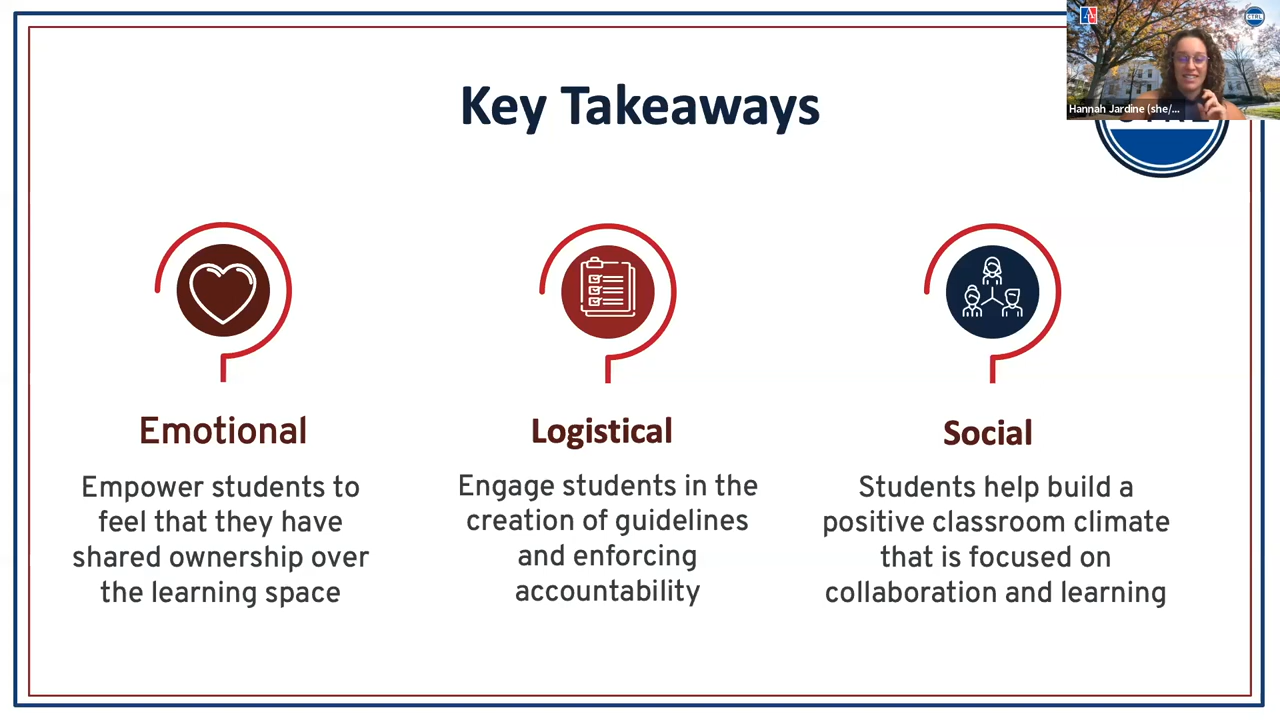 Key Takeaways
Hannah Jardine (she/...
CTRL
Emotional
Empower students to
feel that they have
shared ownership over
the learning space
Logistical
Engage students in the
creation of guidelines
and enforcing
accountability
Social
Students help build a
positive classroom climate
that is focused on
collaboration and learning